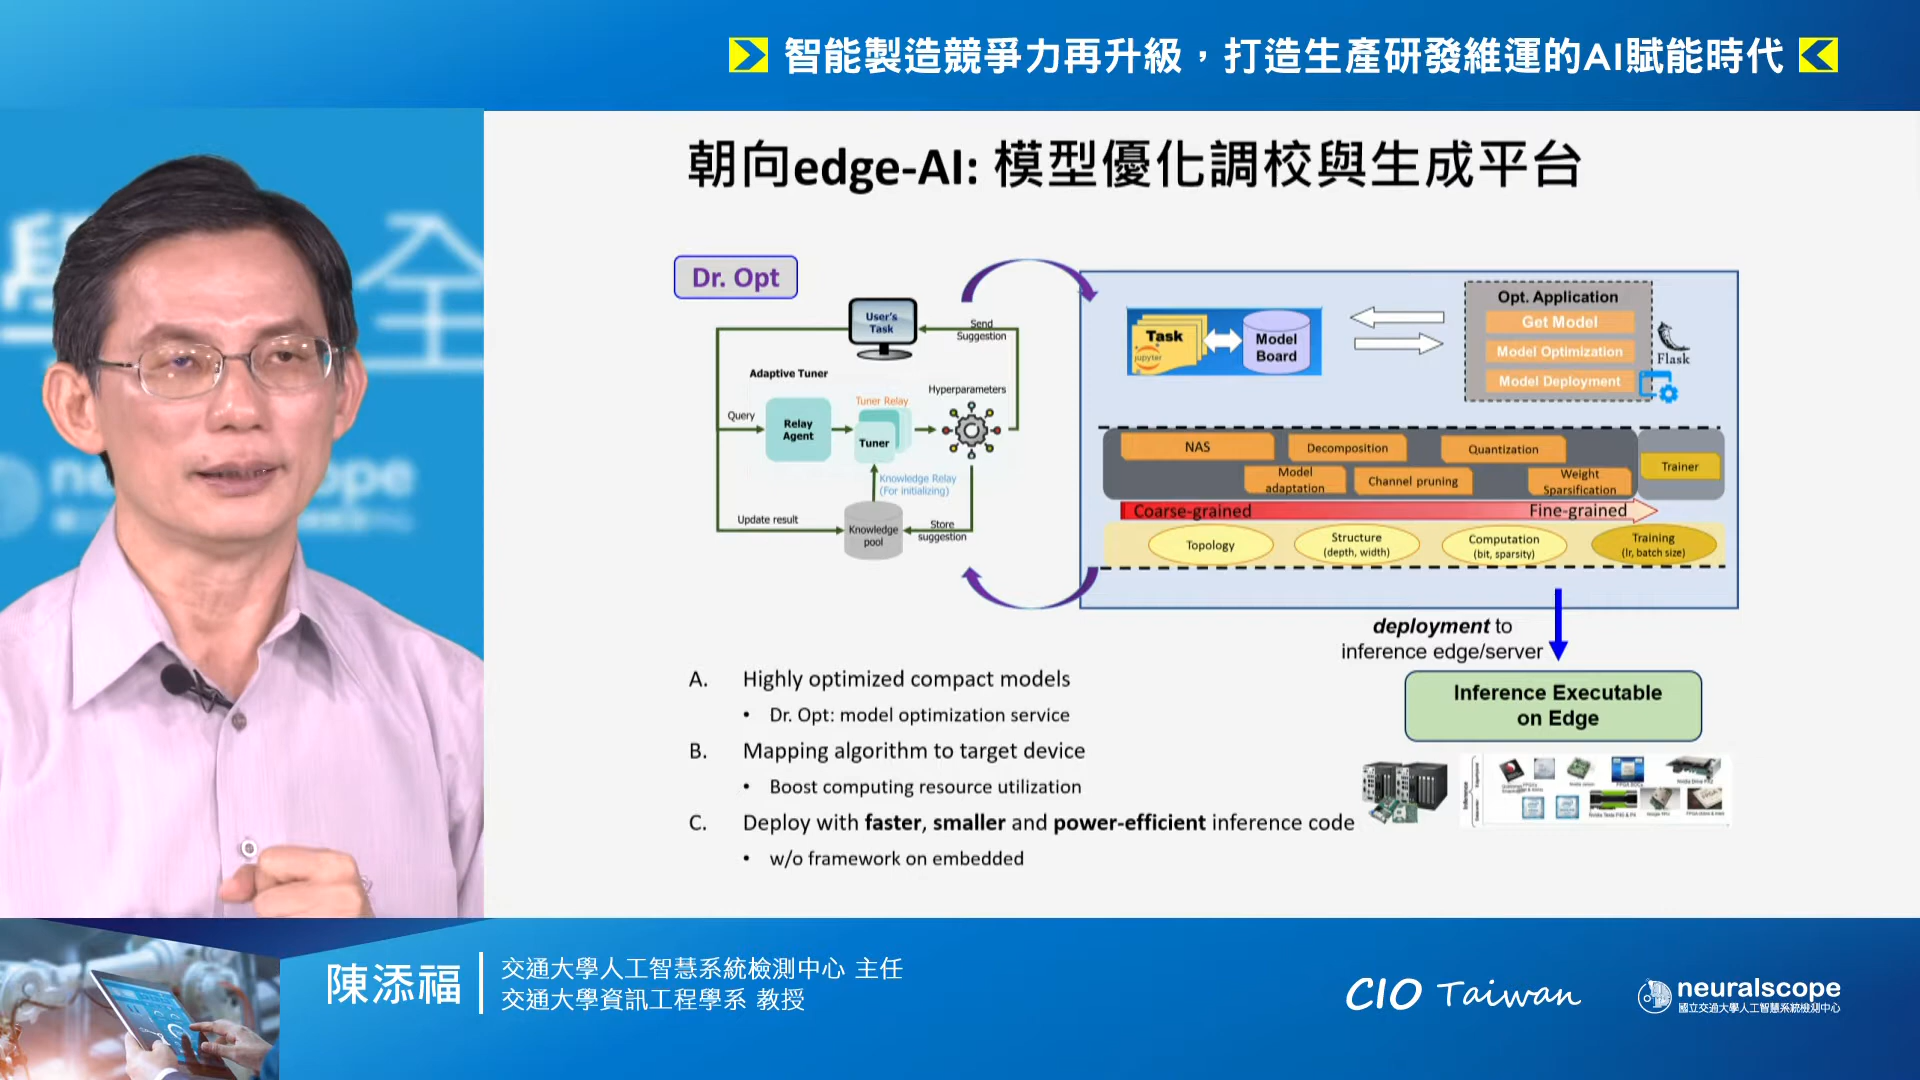 智能製造競爭力再升級，打造生產研發維運的AI賦能時代
學 全
朝向edge-AI: 模型優化調校與生成平台
Dr. Opt
User's
Task
Send
Suggestion
Adaptive Tuner
Hyperparameters
Query
Relay
Agent
Tuner Relay
Tuner
Knowledge Relay
(For initializing)
Update result
Knowledge
pool
Store
suggestion
Task
jupyter
Model
Board
Opt. Application
Get Model
Model Optimization
Model Deployment
Flask
NAS
Decomposition
Quantization
Model
adaptation
Channel pruning
Weight
Sparsification
Trainer
Coarse-grained
Fine-grained
Topology
Structure
(depth, width)
Computation
(bit, sparsity)
Training
(lr, batch size)
deployment to
inference edge/server
Inference Executable
on Edge
A. Highly optimized compact models
• Dr. Opt: model optimization service
B. Mapping algorithm to target device
• Boost computing resource utilization
C. Deploy with faster, smaller and power-efficient inference code
• w/o framework on embedded
Inference
陳添福
交通大學人工智慧系統檢測中心 主任
交通大學資訊工程學系 教授
CIO Taiwan
neuralscope
國立交通大學人工智慧系統檢測中心